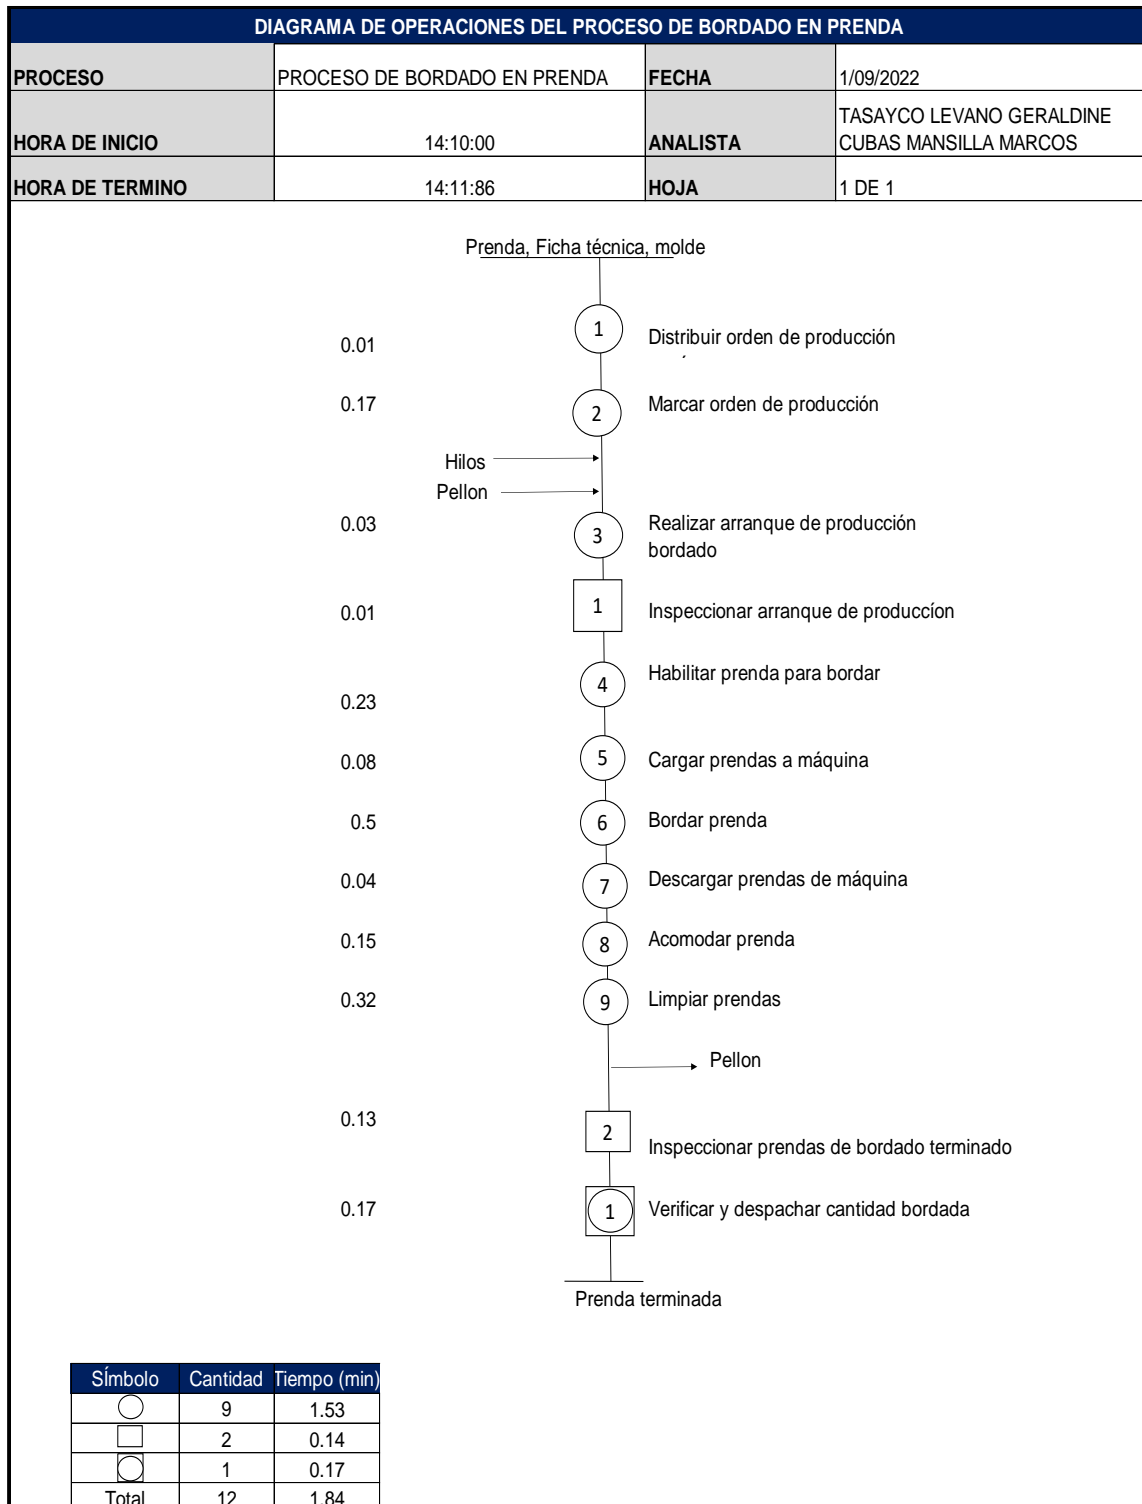 DIAGRAMA DE OPERACIONES DEL PROCESO DE BORDADO EN PRENDA
PROCESO PROCESO DE BORDADO EN PRENDA FECHA 1/09/2022
HORA DE INICIO 14:10:00 ANALISTA TASAYCO LEVANO GERALDINE
CUBAS MANSILLA MARCOS
HORA DE TERMINO 14:11:86 HOJA 1 DE 1
Prenda, Ficha técnica, molde
0.01 1 Distribuir orden de producción
0.17 2 Marcar orden de producción
Hilos
Pellon
0.03 3 Realizar arranque de producción
bordado
0.01 1 Inspeccionar arranque de produccíon
0.23 4 Habilitar prenda para bordar
0.08 5 Cargar prendas a máquina
0.5 6 Bordar prenda
0.04 7 Descargar prendas de máquina
0.15 8 Acomodar prenda
0.32 9 Limpiar prendas
Pellon
0.13 2 Inspeccionar prendas de bordado terminado
0.17 1 Verificar y despachar cantidad bordada
Prenda terminada
SÍmbolo Cantidad Tiempo (min)
9 1.53
2 0.14
1 0.17
Total 12 1.84